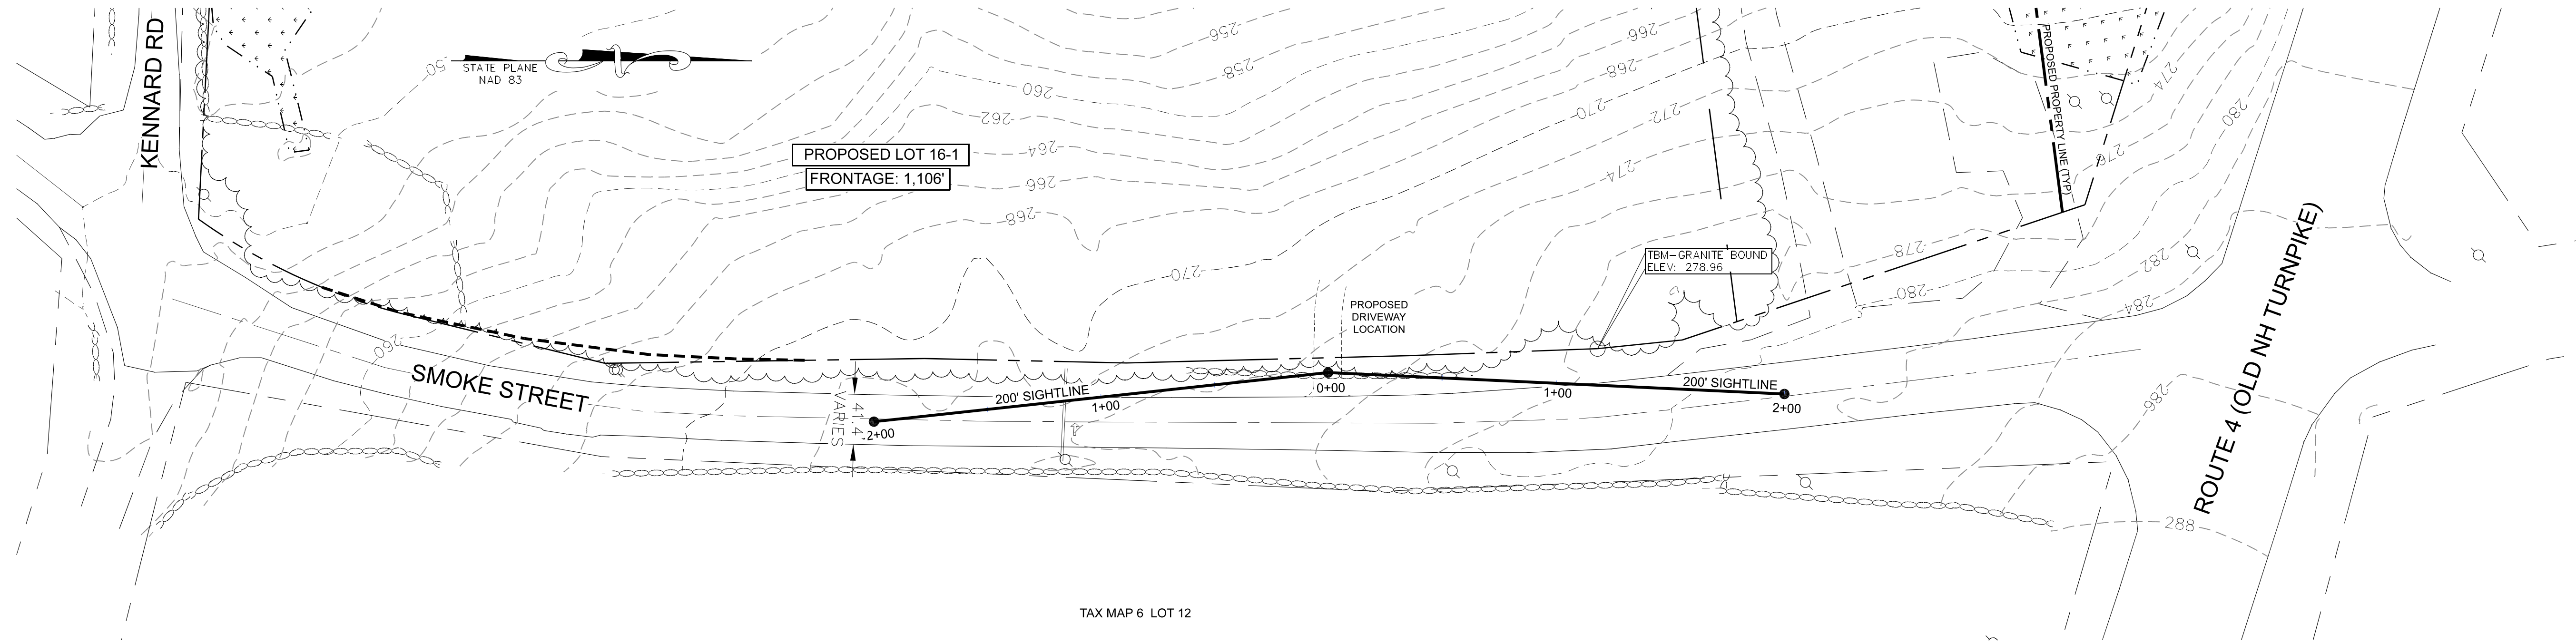 KENNARD RD
STATE PLANE
NAD 83
50
256
258
260
262
264
266
268
270
266
268
270
272
274
PROPOSED LOT 16-1
FRONTAGE: 1,106'
PROPOSED PROPERTY LINE (TYP)
274
276
280
278
280
282
284
286
288
TBM-GRANITE BOUND
ELEV: 278.96
PROPOSED
DRIVEWAY
LOCATION
260
SMOKE STREET
41.4
VARIES
200' SIGHTLINE
200' SIGHTLINE
-2+00
1+00
0+00
1+00
2+00
ROUTE 4 (OLD NH TURNPIKE)
TAX MAP 6 LOT 12